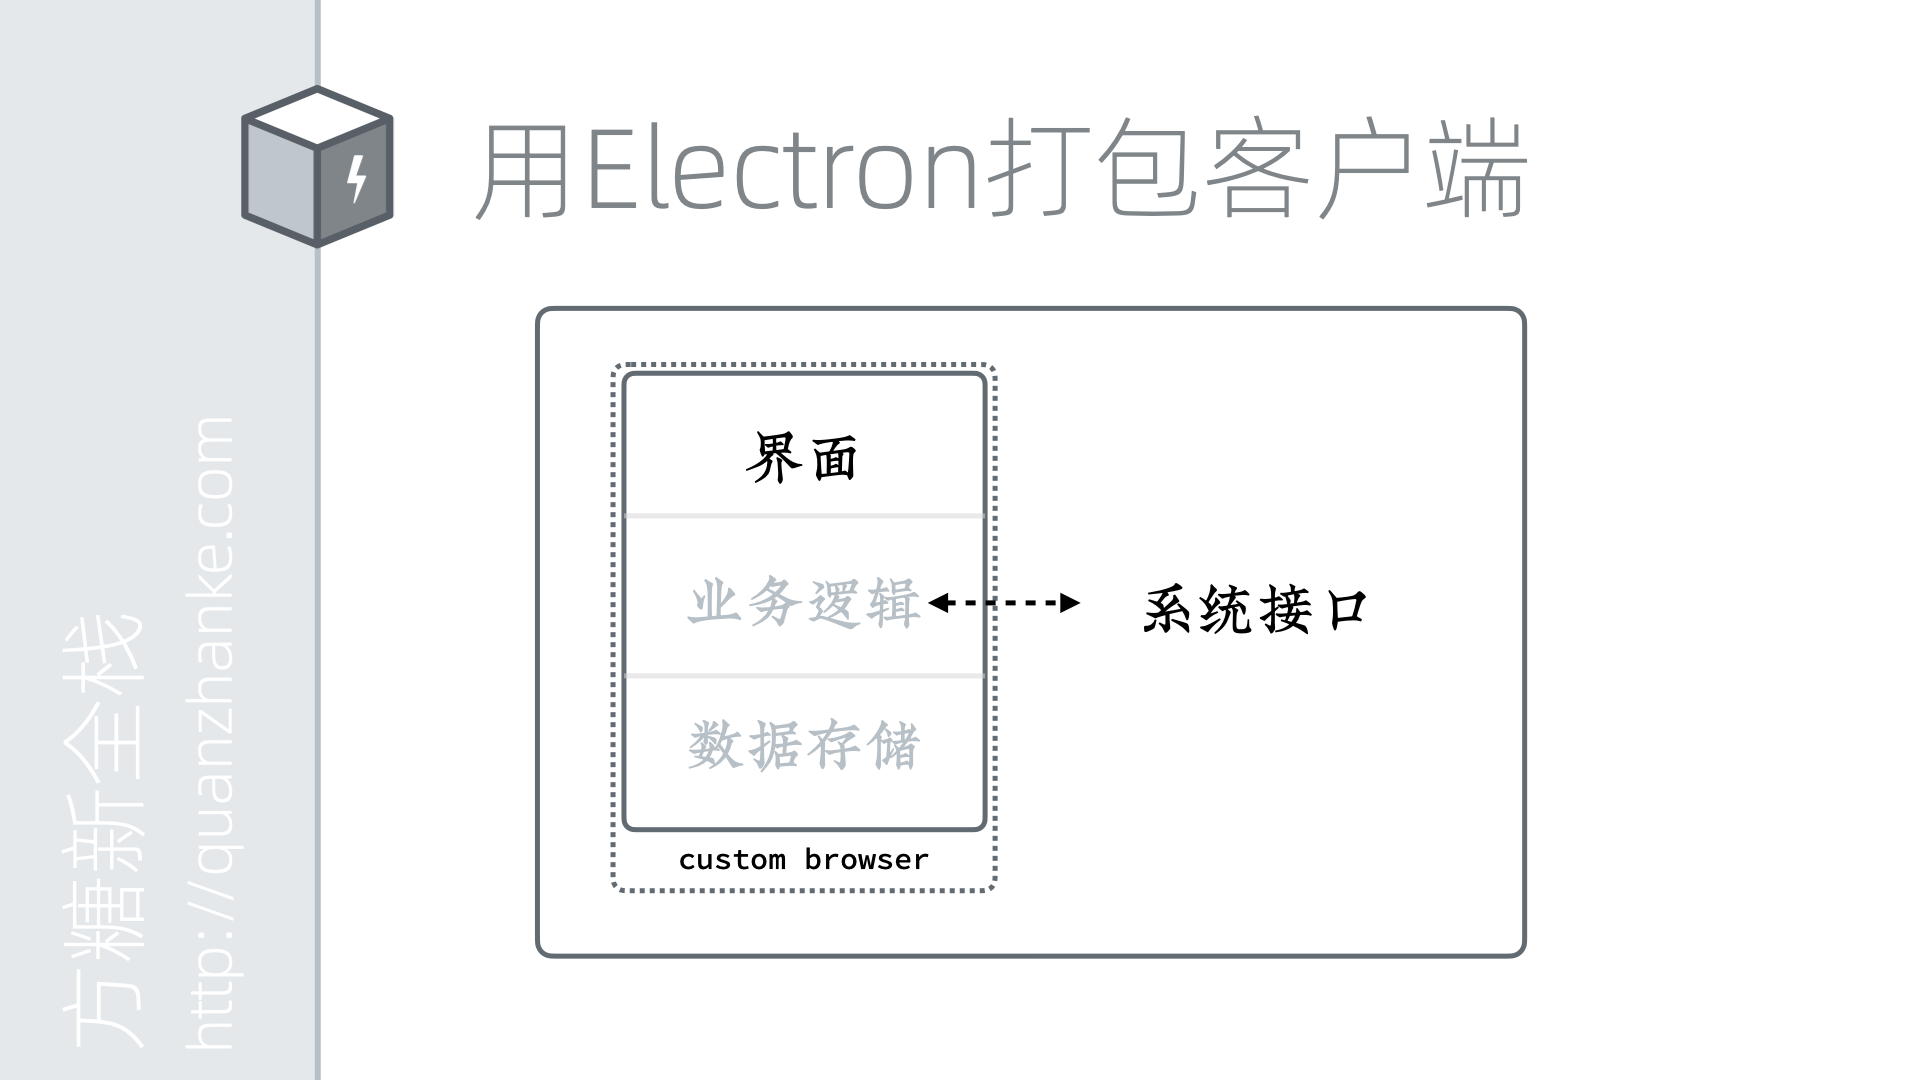 用Electron打包客户端
界面
业务逻辑
系统接口
数据存储
custom browser
方糖新全栈
http://quanzhanke.com